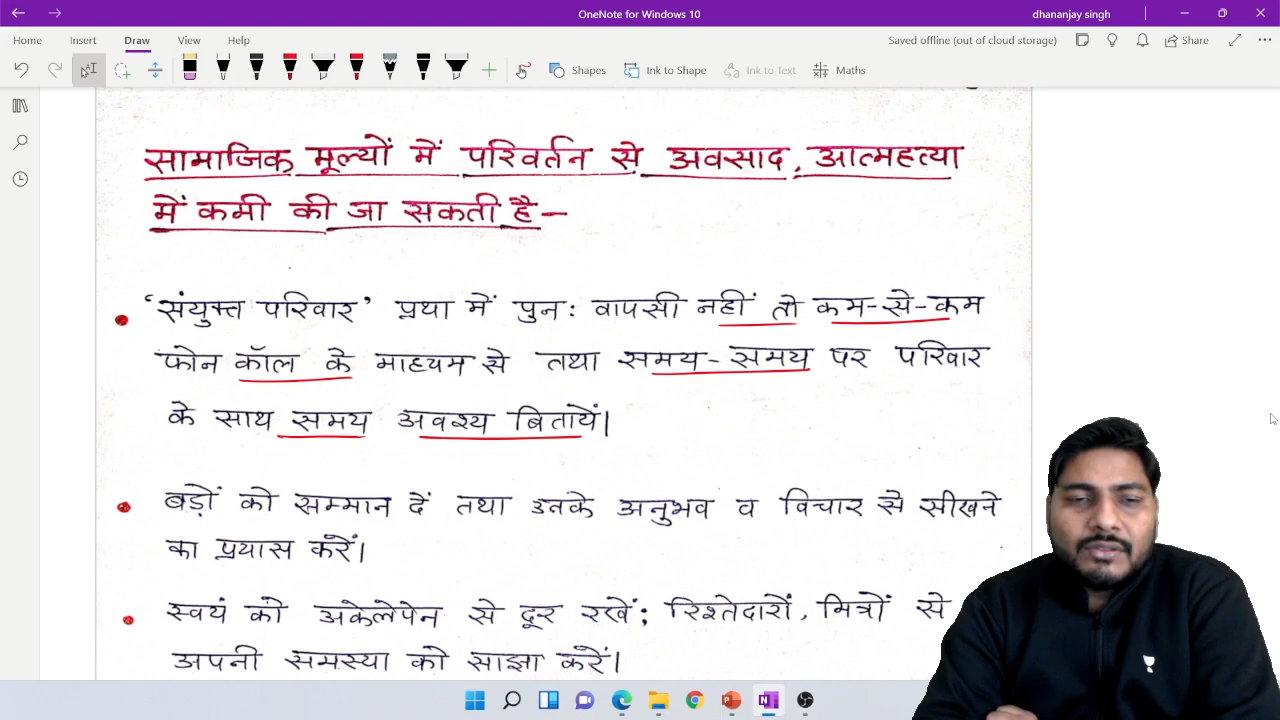 OneNote for Windows 10
dhananjay singh
Home Insert Draw View Help
Saved offline (out of cloud storage)
Share
Shapes
Ink to Shape
Ink to Text
Maths
सामाजिक मूल्यों में परिवर्तन से अवसाद, आत्महत्या
में कमी की जा सकती है-
'संयुक्त परिवार' प्रथा में पुन: वापसी नहीं तो कम-से-कम
फोन कॉल के माध्यम से तथा समय-समय पर परिवार
के साथ समय अवश्य बितायें।
बड़ों को सम्मान दें तथा उनके अनुभव व विचार से सीखने
का प्रयास करें।
स्वयं को अकेलेपेन से दूर रखें; रिश्तेदारों, मित्रों से
अपनी समस्या को साझा करें।